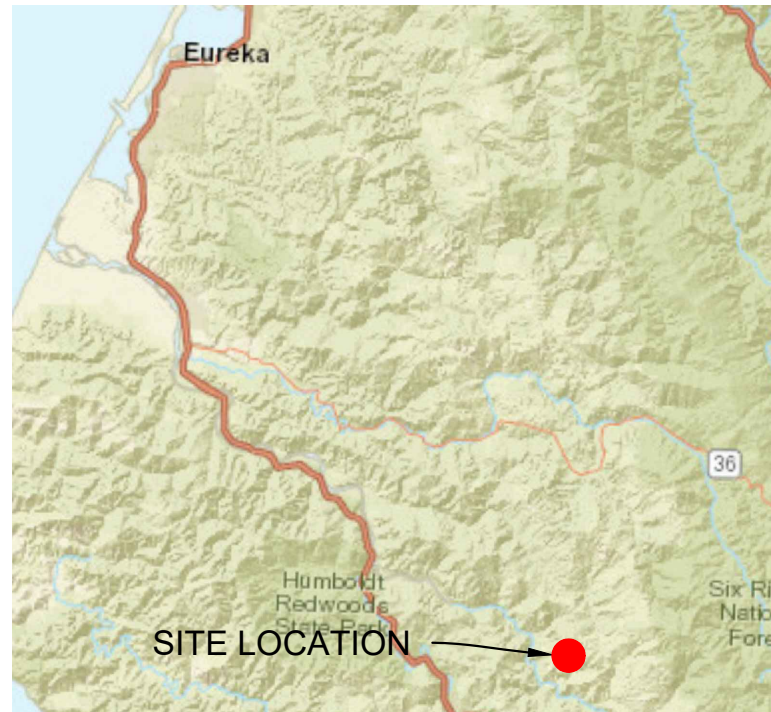 Eureka
36
Humboldt
Redwoods
State Park
Six Ri
Natio
Fore
SITE LOCATION